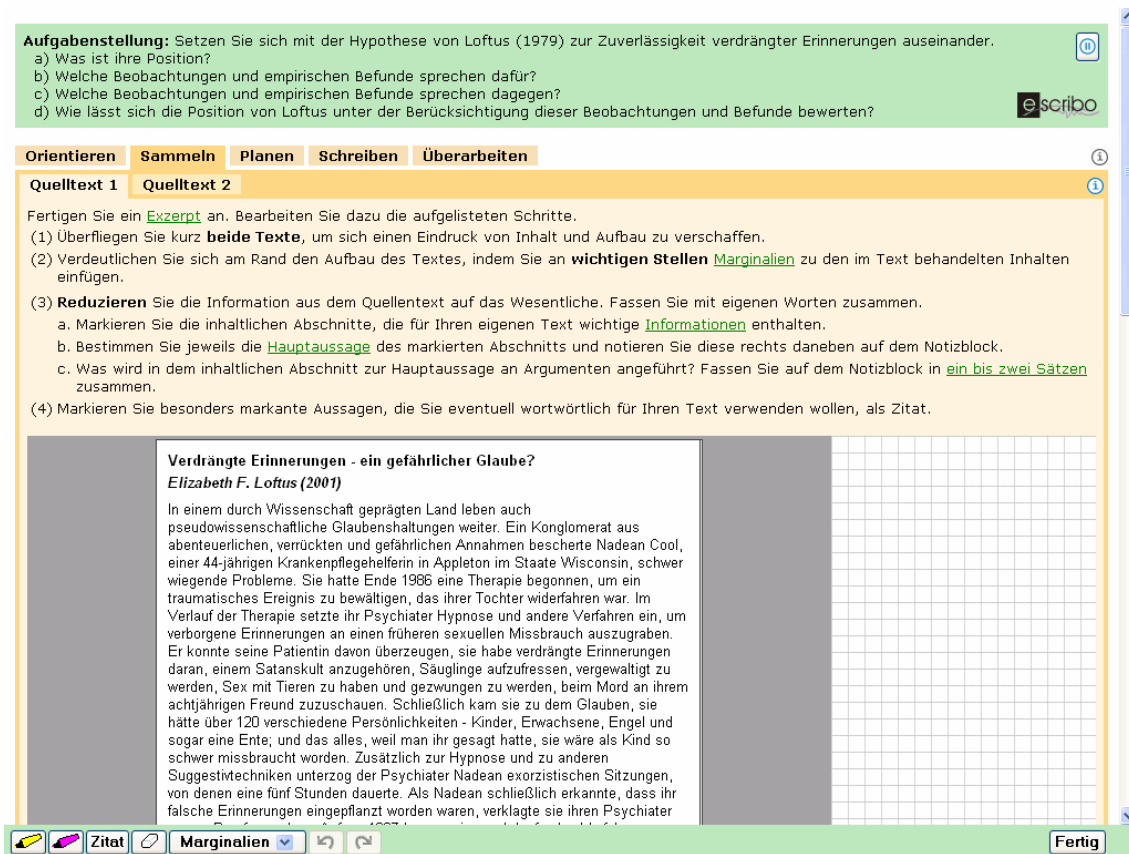 Aufgabenstellung: Setzen Sie sich mit der Hypothese von Loftus (1979) zur Zuverlässigkeit verdrängter Erinnerungen auseinander.
a) Was ist ihre Position?
b) Welche Beobachtungen und empirischen Befunde sprechen dafür?
c) Welche Beobachtungen und empirischen Befunde sprechen dagegen?
d) Wie lässt sich die Position von Loftus unter der Berücksichtigung dieser Beobachtungen und Befunde bewerten?
escribo
Orientieren Sammeln Planen Schreiben Überarbeiten
Quelltext 1 Quelltext 2
Fertigen Sie ein Exzerpt an. Bearbeiten Sie dazu die aufgelisteten Schritte.
(1) Überfliegen Sie kurz beide Texte, um sich einen Eindruck von Inhalt und Aufbau zu verschaffen.
(2) Verdeutlichen Sie sich am Rand den Aufbau des Textes, indem Sie an wichtigen Stellen Marginalien zu den im Text behandelten Inhalten
einfügen.
(3) Reduzieren Sie die Information aus dem Quellentext auf das Wesentliche. Fassen Sie mit eigenen Worten zusammen.
a. Markieren Sie die inhaltlichen Abschnitte, die für Ihren eigenen Text wichtige Informationen enthalten.
b. Bestimmen Sie jeweils die Hauptaussage des markierten Abschnitts und notieren Sie diese rechts daneben auf dem Notizblock.
c. Was wird in dem inhaltlichen Abschnitt zur Hauptaussage an Argumenten angeführt? Fassen Sie auf dem Notizblock in ein bis zwei Sätzen
zusammen.
(4) Markieren Sie besonders markante Aussagen, die Sie eventuell wortwörtlich für Ihren Text verwenden wollen, als Zitat.
Verdrängte Erinnerungen - ein gefährlicher Glaube?
Elizabeth F. Loftus (2001)
In einem durch Wissenschaft geprägten Land leben auch
pseudowissenschaftliche Glaubenshaltungen weiter. Ein Konglomerat aus
abenteuerlichen, verrückten und gefährlichen Annahmen bescherte Nadean Cool,
einer 44-jährigen Krankenpflegehelferin in Appleton im Staate Wisconsin, schwer
wiegende Probleme. Sie hatte Ende 1986 eine Therapie begonnen, um ein
traumatisches Ereignis zu bewältigen, das ihrer Tochter widerfahren war. Im
Verlauf der Therapie setzte ihr Psychiater Hypnose und andere Verfahren ein, um
verborgene Erinnerungen an einen früheren sexuellen Missbrauch auszugraben.
Er konnte seine Patientin davon überzeugen, sie habe verdrängte Erinnerungen
daran, einem Satanskult anzugehören, Säuglinge aufzufressen, vergewaltigt zu
werden, Sex mit Tieren zu haben und gezwungen zu werden, beim Mord an ihrem
achtjährigen Freund zuzuschauen. Schließlich kam sie zu dem Glauben, sie
hätte über 120 verschiedene Persönlichkeiten - Kinder, Erwachsene, Engel und
sogar eine Ente; und das alles, weil man ihr gesagt hatte, sie wäre als Kind so
schwer missbraucht worden. Zusätzlich zur Hypnose und zu anderen
Suggestivtechniken unterzog der Psychiater Nadean exorzistischen Sitzungen,
von denen eine fünf Stunden dauerte. Als Nadean schließlich erkannte, dass ihr
falsche Erinnerungen eingepflanzt worden waren, verklagte sie ihren Psychiater
Zitat Marginalien Fertig